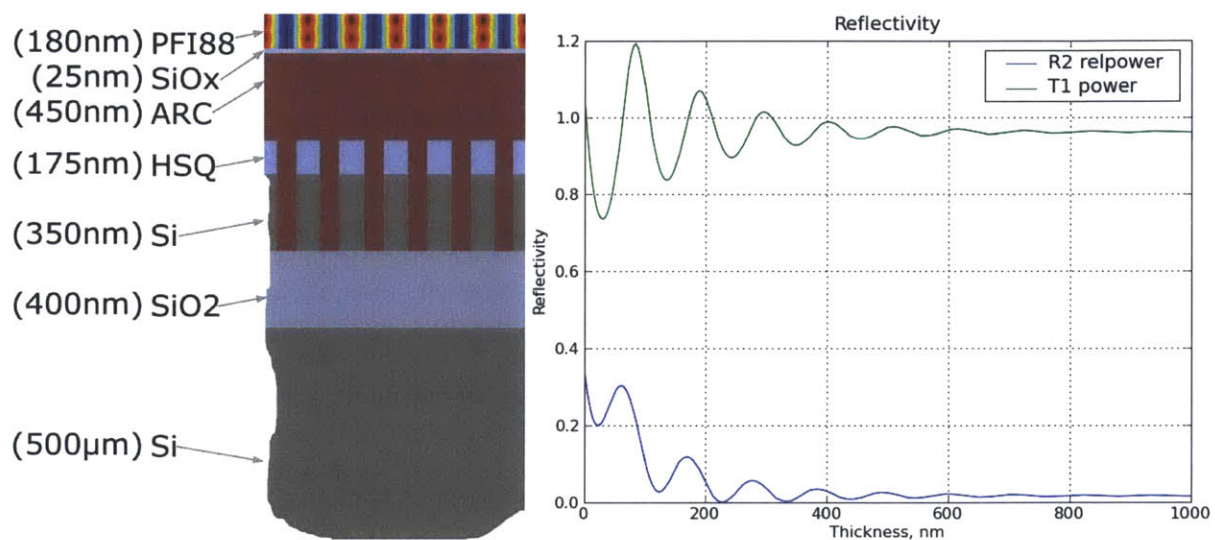 (180nm) PFI88
(25nm) SiOx
(450nm) ARC
(175nm) HSQ
(350nm) Si
(400nm) SiO2
(500µm) Si
Reflectivity
R2 relpower
T1 power
Reflectivity
1.2
1.0
0.8
0.6
0.4
0.2
0.0
0
200
400
600
800
1000
Thickness, nm